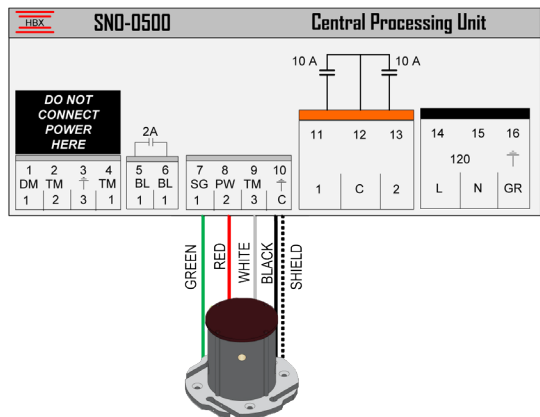 HBX SNO-0500 Central Processing Unit
10 A 10 A
DO NOT
CONNECT
POWER
HERE
2A
1 2 3 4 5 6 7 8 9 10 11 12 13 14 15 16
120
DM TM TM BL BL SG PW TM
1 2 3 1 1 1 1 2 3 C 1 C 2 L N GR
GREEN
RED
WHITE
BLACK
SHIELD